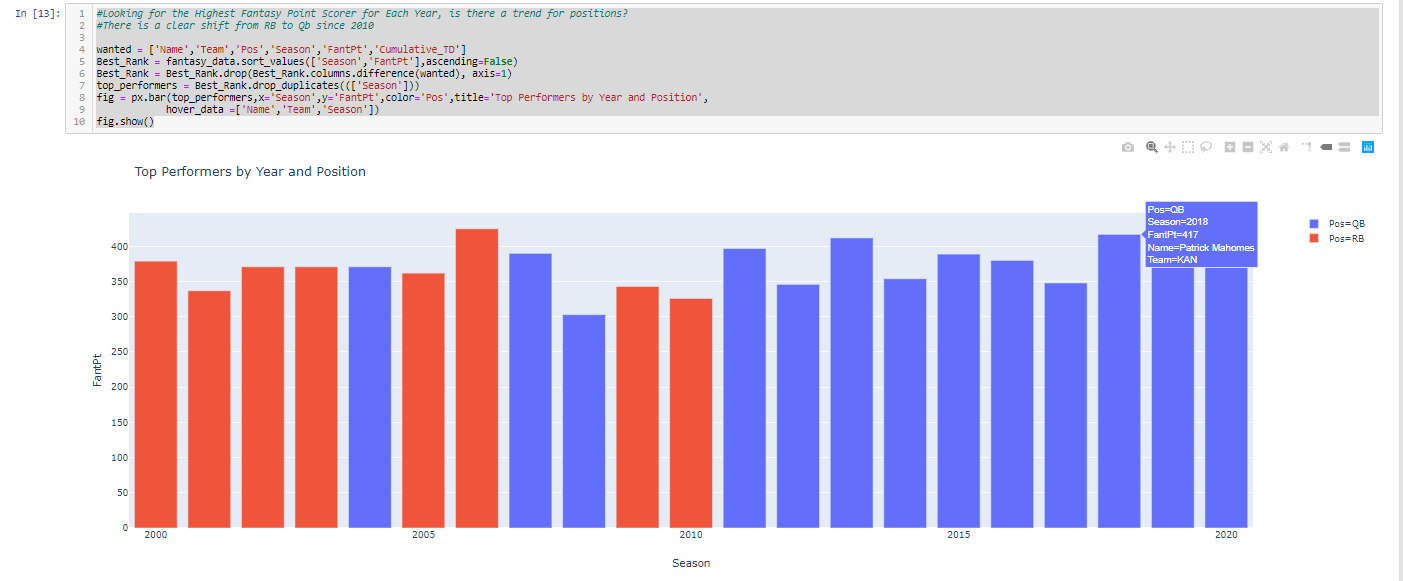 In [13]:
1 #Looking for the Highest Fantasy Point Scorer for Each Year, is there a trend for positions?
2 #There is a clear shift from RB to Qb since 2010
3
4 wanted = ['Name','Team','Pos','Season','FantPt','Cumulative_TD']
5 Best_Rank = fantasy_data.sort_values(['Season','FantPt'],ascending=False)
6 Best_Rank = Best_Rank.drop(Best_Rank.columns.difference(wanted), axis=1)
7 top_performers = Best_Rank.drop_duplicates((['Season']))
8 fig = px.bar(top_performers,x='Season',y='FantPt',color='Pos',title='Top Performers by Year and Position',
9 hover_data =['Name','Team','Season'])
10 fig.show()
Top Performers by Year and Position
Pos=QB
Season=2018
FantPt=417
Name=Patrick Mahomes
Team=KAN
Pos=QB
Pos=RB
400
350
300
250
200
150
100
50
0
FantPt
2000 2005 2010 2015 2020
Season